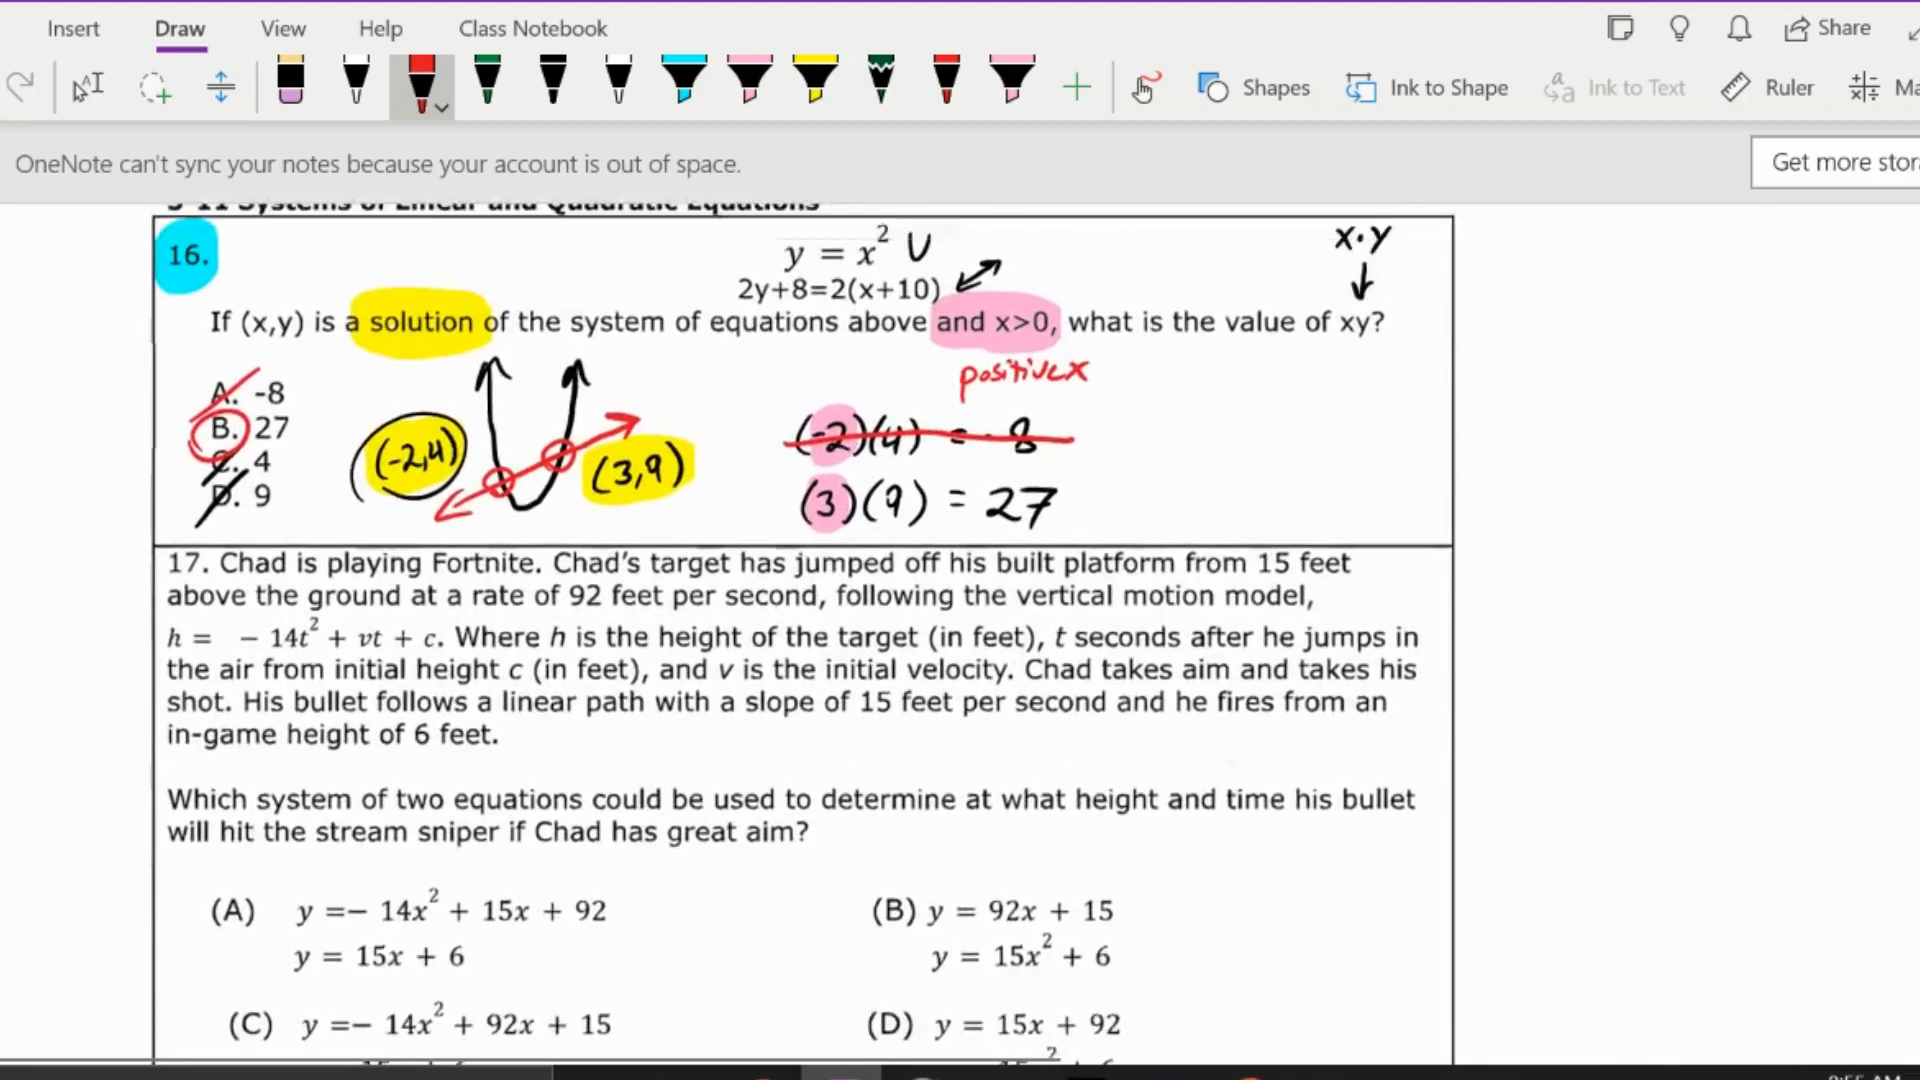 Insert Draw View Help Class Notebook Share
Shapes Ink to Shape Ink to Text Ruler Ma
OneNote can't sync your notes because your account is out of space. Get more stor
Systems of Linear and Quadratic Equations
16. y = x² U x·y
2y+8=2(x+10)
If (x,y) is a solution of the system of equations above and x>0, what is the value of xy?
positive x
A. -8
B. 27
C. 4
D. 9
(-2,4) (3,9)
(-2)(4) = -8
(3)(9) = 27
17. Chad is playing Fortnite. Chad's target has jumped off his built platform from 15 feet
above the ground at a rate of 92 feet per second, following the vertical motion model,
h = − 14t² + vt + c. Where h is the height of the target (in feet), t seconds after he jumps in
the air from initial height c (in feet), and v is the initial velocity. Chad takes aim and takes his
shot. His bullet follows a linear path with a slope of 15 feet per second and he fires from an
in-game height of 6 feet.
Which system of two equations could be used to determine at what height and time his bullet
will hit the stream sniper if Chad has great aim?
(A) y =− 14x² + 15x + 92 (B) y = 92x + 15
y = 15x + 6 y = 15x² + 6
(C) y =− 14x² + 92x + 15 (D) y = 15x + 92